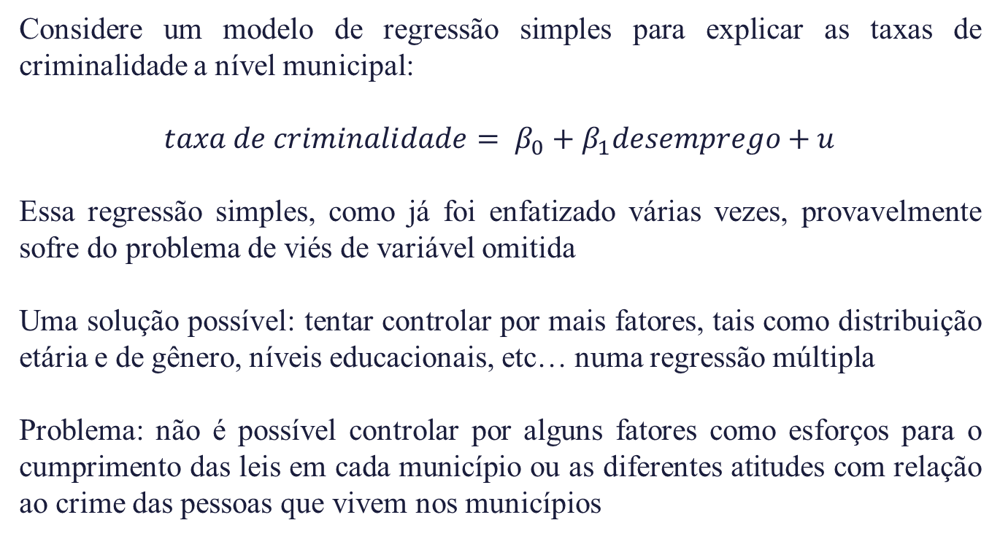 Considere um modelo de regressão simples para explicar as taxas de
criminalidade a nível municipal:
taxa de criminalidade = β₀ + β₁desemprego + u
Essa regressão simples, como já foi enfatizado várias vezes, provavelmente
sofre do problema de viés de variável omitida
Uma solução possível: tentar controlar por mais fatores, tais como distribuição
etária e de gênero, níveis educacionais, etc… numa regressão múltipla
Problema: não é possível controlar por alguns fatores como esforços para o
cumprimento das leis em cada município ou as diferentes atitudes com relação
ao crime das pessoas que vivem nos municípios